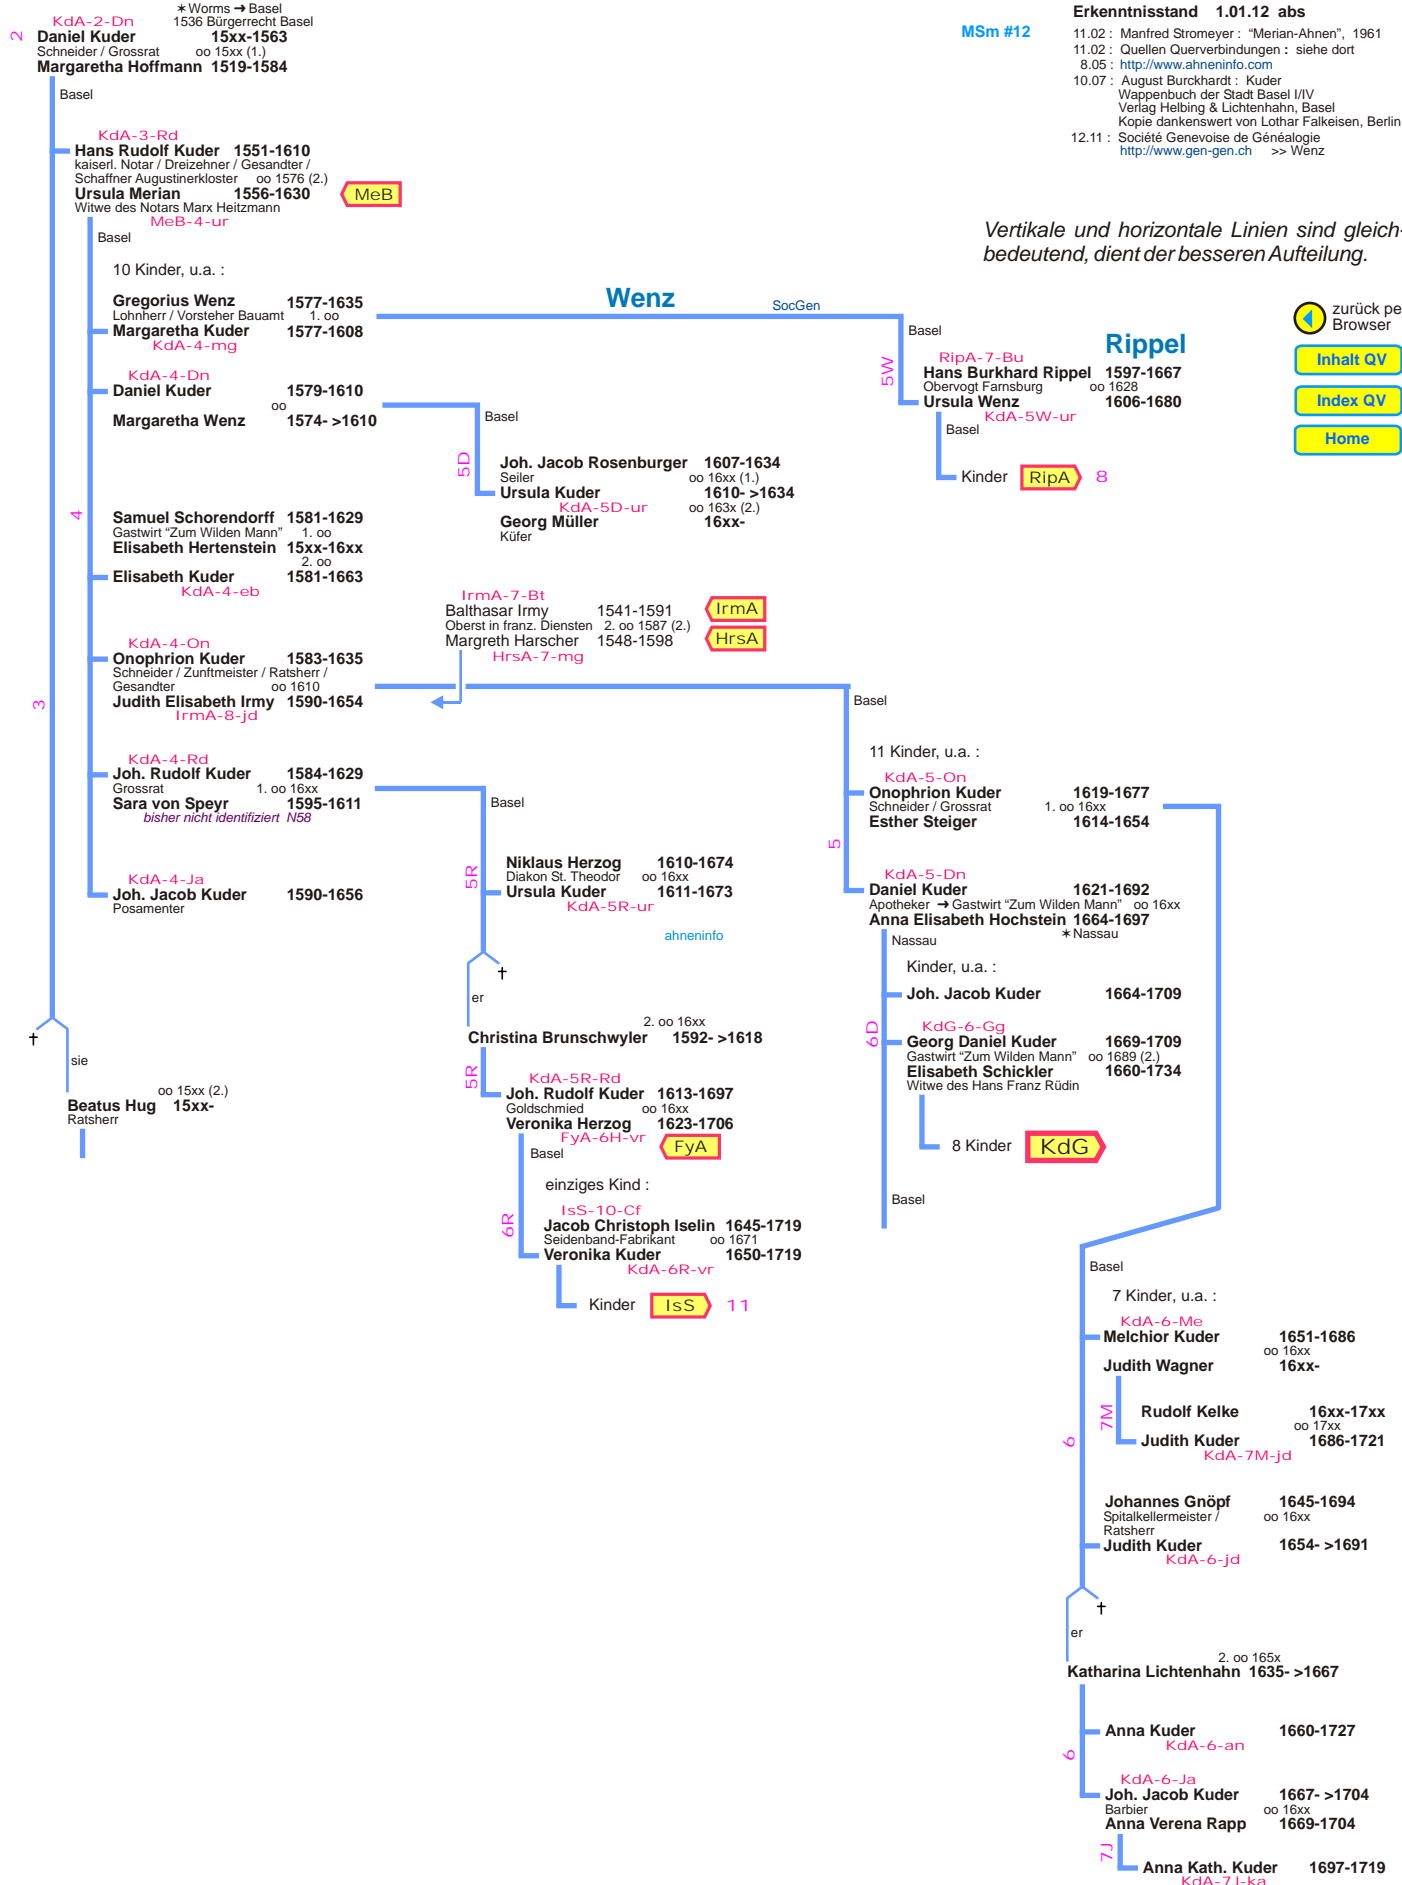 ✶Worms ➔ Basel
KdA-2-Dn
1536 Bürgerrecht Basel
2
Daniel Kuder 15xx-1563
Schneider / Grossrat oo 15xx (1.)
Margaretha Hoffmann 1519-1584
Basel
MSm #12
Erkenntnisstand 1.01.12 abs
11.02 : Manfred Stromeyer : “Merian-Ahnen”, 1961
11.02 : Quellen Querverbindungen : siehe dort
8.05 : http://www.ahneninfo.com
10.07 : August Burckhardt : Kuder
Wappenbuch der Stadt Basel I/IV
Verlag Helbing & Lichtenhahn, Basel
Kopie dankenswert von Lothar Falkeisen, Berlin
12.11 : Société Genevoise de Généalogie
http://www.gen-gen.ch >> Wenz
KdA-3-Rd
Hans Rudolf Kuder 1551-1610
kaiserl. Notar / Dreizehner / Gesandter /
Schaffner Augustinerkloster oo 1576 (2.)
Ursula Merian 1556-1630
MeB
Witwe des Notars Marx Heitzmann
MeB-4-ur
Basel
Vertikale und horizontale Linien sind gleich-
bedeutend, dient der besseren Aufteilung.
10 Kinder, u.a. :
Gregorius Wenz 1577-1635
Lohnherr / Vorsteher Bauamt 1. oo
Margaretha Kuder 1577-1608
KdA-4-mg
Wenz
SocGen
Basel
Rippel
5W
RipA-7-Bu
Hans Burkhard Rippel 1597-1667
Obervogt Farnsburg oo 1628
Ursula Wenz 1606-1680
KdA-5W-ur
Basel
Kinder RipA 8
zurück pe
Browser
Inhalt QV
Index QV
Home
KdA-4-Dn
Daniel Kuder 1579-1610
oo
Margaretha Wenz 1574- >1610
Basel
5D
Joh. Jacob Rosenburger 1607-1634
Seiler oo 16xx (1.)
Ursula Kuder 1610- >1634
KdA-5D-ur oo 163x (2.)
Georg Müller 16xx-
Küfer
4
Samuel Schorendorff 1581-1629
Gastwirt “Zum Wilden Mann” 1. oo
Elisabeth Hertenstein 15xx-16xx
2. oo
Elisabeth Kuder 1581-1663
KdA-4-eb
IrmA-7-Bt
Balthasar Irmy 1541-1591
IrmA
Oberst in franz. Diensten 2. oo 1587 (2.)
Margreth Harscher 1548-1598
HrsA
HrsA-7-mg
KdA-4-On
Onophrion Kuder 1583-1635
Schneider / Zunftmeister / Ratsherr /
Gesandter oo 1610
Judith Elisabeth Irmy 1590-1654
IrmA-8-jd
3
Basel
KdA-4-Rd
Joh. Rudolf Kuder 1584-1629
Grossrat 1. oo 16xx
Sara von Speyr 1595-1611
bisher nicht identifiziert N58
Basel
KdA-4-Ja
Joh. Jacob Kuder 1590-1656
Posamenter
5R
Niklaus Herzog 1610-1674
Diakon St. Theodor oo 16xx
Ursula Kuder 1611-1673
KdA-5R-ur
ahneninfo
✝
er
2. oo 16xx
Christina Brunschwyler 1592- >1618
5R
KdA-5R-Rd
Joh. Rudolf Kuder 1613-1697
Goldschmied oo 16xx
Veronika Herzog 1623-1706
FyA-6H-vr
FyA
Basel
einziges Kind :
6R
IsS-10-Cf
Jacob Christoph Iselin 1645-1719
Seidenband-Fabrikant oo 1671
Veronika Kuder 1650-1719
KdA-6R-vr
Kinder IsS 11
✝
sie
oo 15xx (2.)
Beatus Hug 15xx-
Ratsherr
11 Kinder, u.a. :
KdA-5-On
Onophrion Kuder 1619-1677
Schneider / Grossrat 1. oo 16xx
Esther Steiger 1614-1654
5
KdA-5-Dn
Daniel Kuder 1621-1692
Apotheker ➔ Gastwirt “Zum Wilden Mann” oo 16xx
Anna Elisabeth Hochstein 1664-1697
✶Nassau
Nassau
Kinder, u.a. :
Joh. Jacob Kuder 1664-1709
6D
KdG-6-Gg
Georg Daniel Kuder 1669-1709
Gastwirt “Zum Wilden Mann” oo 1689 (2.)
Elisabeth Schickler 1660-1734
Witwe des Hans Franz Rüdin
8 Kinder KdG
Basel
Basel
7 Kinder, u.a. :
KdA-6-Me
Melchior Kuder 1651-1686
oo 16xx
Judith Wagner 16xx-
7M
Rudolf Kelke 16xx-17xx
oo 17xx
Judith Kuder 1686-1721
KdA-7M-jd
6
Johannes Gnöpf 1645-1694
Spitalkellermeister / oo 16xx
Ratsherr
Judith Kuder 1654- >1691
KdA-6-jd
✝
er
2. oo 165x
Katharina Lichtenhahn 1635- >1667
Anna Kuder 1660-1727
KdA-6-an
6
KdA-6-Ja
Joh. Jacob Kuder 1667- >1704
Barbier oo 16xx
Anna Verena Rapp 1669-1704
7J
Anna Kath. Kuder 1697-1719
KdA-7J-ka